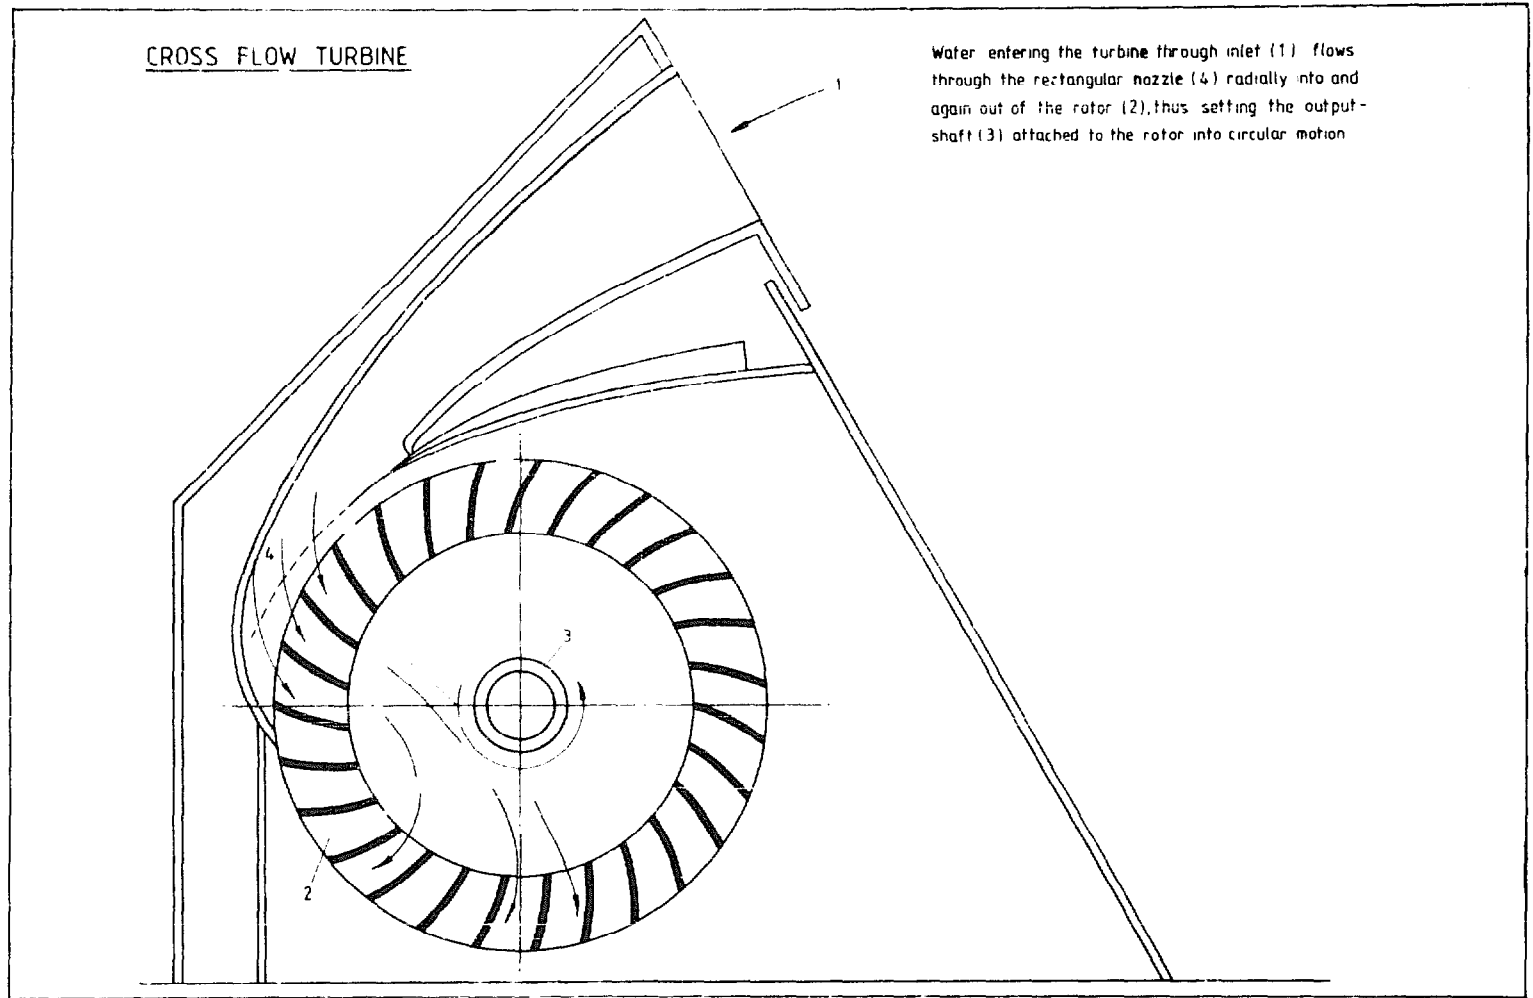 CROSS FLOW TURBINE
Water entering the turbine through inlet (1) flows
through the rectangular nozzle (4) radially into and
again out of the rotor (2), thus setting the output-
shaft (3) attached to the rotor into circular motion
1
4
3
2